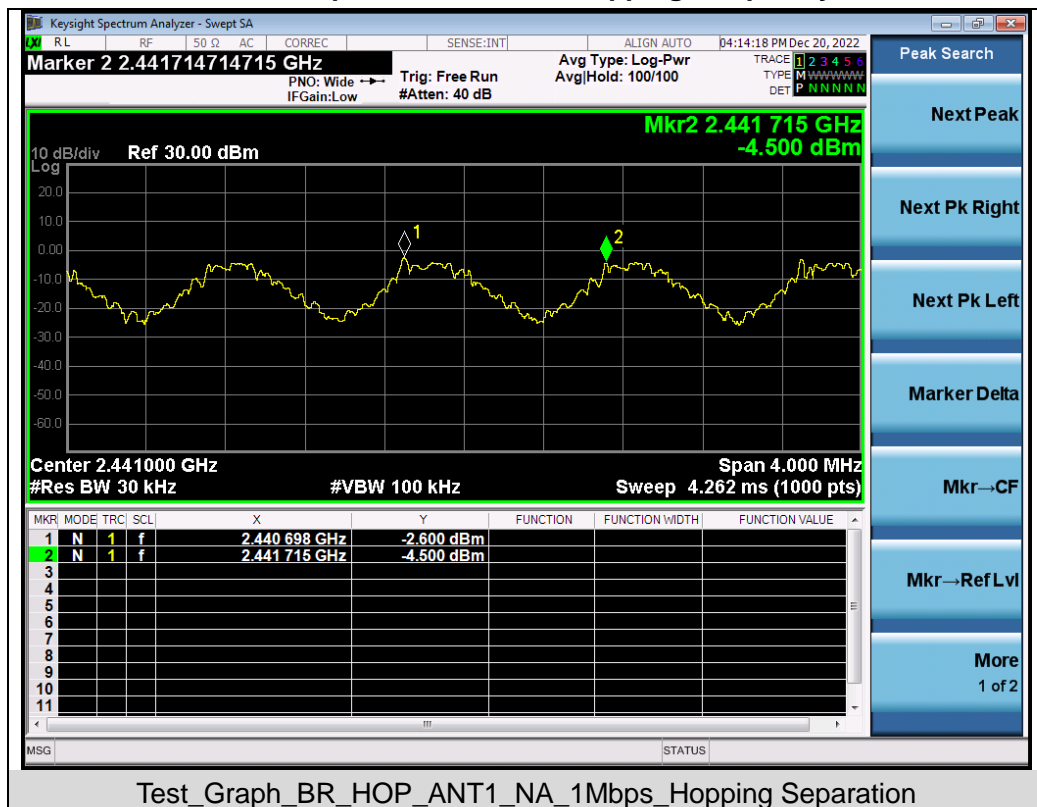 Keysight Spectrum Analyzer - Swept SA
LXI RL RF 50 Ω AC CORREC SENSE:INT ALIGN AUTO 04:14:18 PM Dec 20, 2022
Marker 2 2.441714714715 GHz
PNO: Wide
IFGain:Low
Trig: Free Run
#Atten: 40 dB
Avg Type: Log-Pwr
Avg|Hold: 100/100
TRACE 1 2 3 4 5 6
TYPE M WWWWW
DET P N N N N N
Mkr2 2.441 715 GHz
-4.500 dBm
10 dB/div Ref 30.00 dBm
Log
20.0
10.0
0.00
-10.0
-20.0
-30.0
-40.0
-50.0
-60.0
1
2
Center 2.441000 GHz Span 4.000 MHz
#Res BW 30 kHz #VBW 100 kHz Sweep 4.262 ms (1000 pts)
MKR MODE TRC SCL X Y FUNCTION FUNCTION WIDTH FUNCTION VALUE
1 N 1 f 2.440 698 GHz -2.600 dBm
2 N 1 f 2.441 715 GHz -4.500 dBm
3
4
5
6
7
8
9
10
11
MSG STATUS
Peak Search
Next Peak
Next Pk Right
Next Pk Left
Marker Delta
Mkr→CF
Mkr→Ref Lvl
More
1 of 2
Test_Graph_BR_HOP_ANT1_NA_1Mbps_Hopping Separation